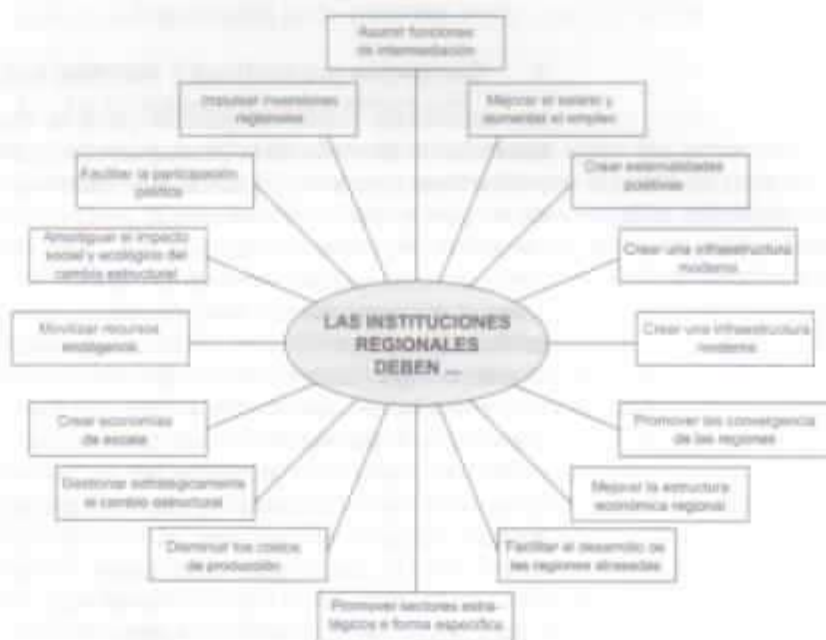 Asumir funciones
de intermediación
Impulsar inversiones
regionales
Mejorar el salario y
aumentar el empleo
Facilitar la participación
política
Crear externalidades
positivas
Amortiguar el impacto
social y ecológico del
cambio estructural
Crear una infraestructura
moderna
Movilizar recursos
endógenos
LAS INSTITUCIONES
REGIONALES
DEBEN ...
Crear una infraestructura
moderna
Crear economías
de escala
Promover las convergencia
de las regiones
Gestionar estratégicamente
el cambio estructural
Mejorar la estructura
económica regional
Disminuir los costos
de producción
Facilitar el desarrollo de
las regiones atrasadas
Promover sectores estra-
tégicos e forma específica